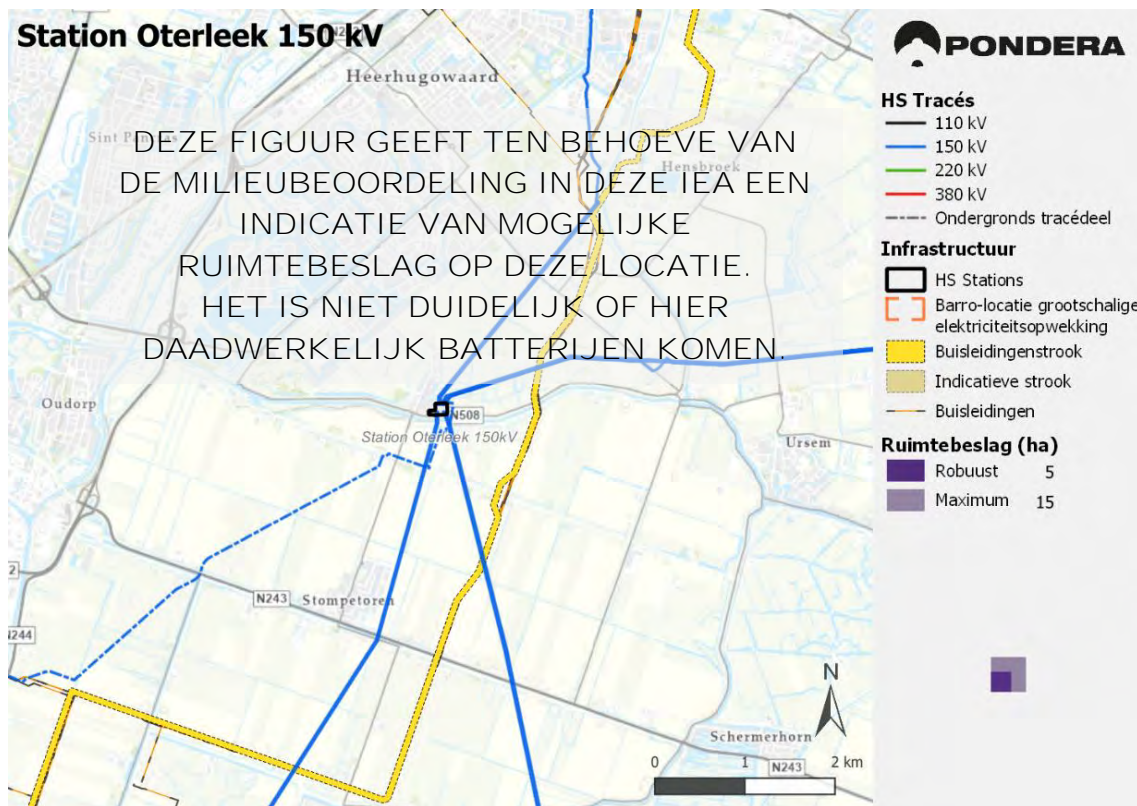 Station Oterleek 150 kV
Heerhugowaard
Sint Pancras
Hensbroek
DEZE FIGUUR GEEFT TEN BEHOEVE VAN
DE MILIEUBEOORDELING IN DEZE IEA EEN
INDICATIE VAN MOGELIJKE
RUIMTEBESLAG OP DEZE LOCATIE.
HET IS NIET DUIDELIJK OF HIER
DAADWERKELIJK BATTERIJEN KOMEN.
Oudorp
N508
Station Oterleek 150kV
Ursem
N243
Stompetoren
N244
N
Schermerhorn
0 1 2 km
N243
PONDERA
HS Tracés
110 kV
150 kV
220 kV
380 kV
Ondergronds tracédeel
Infrastructuur
HS Stations
Barro-locatie grootschalige
elektriciteitsopwekking
Buisleidingenstrook
Indicatieve strook
Buisleidingen
Ruimtebeslag (ha)
Robuust 5
Maximum 15